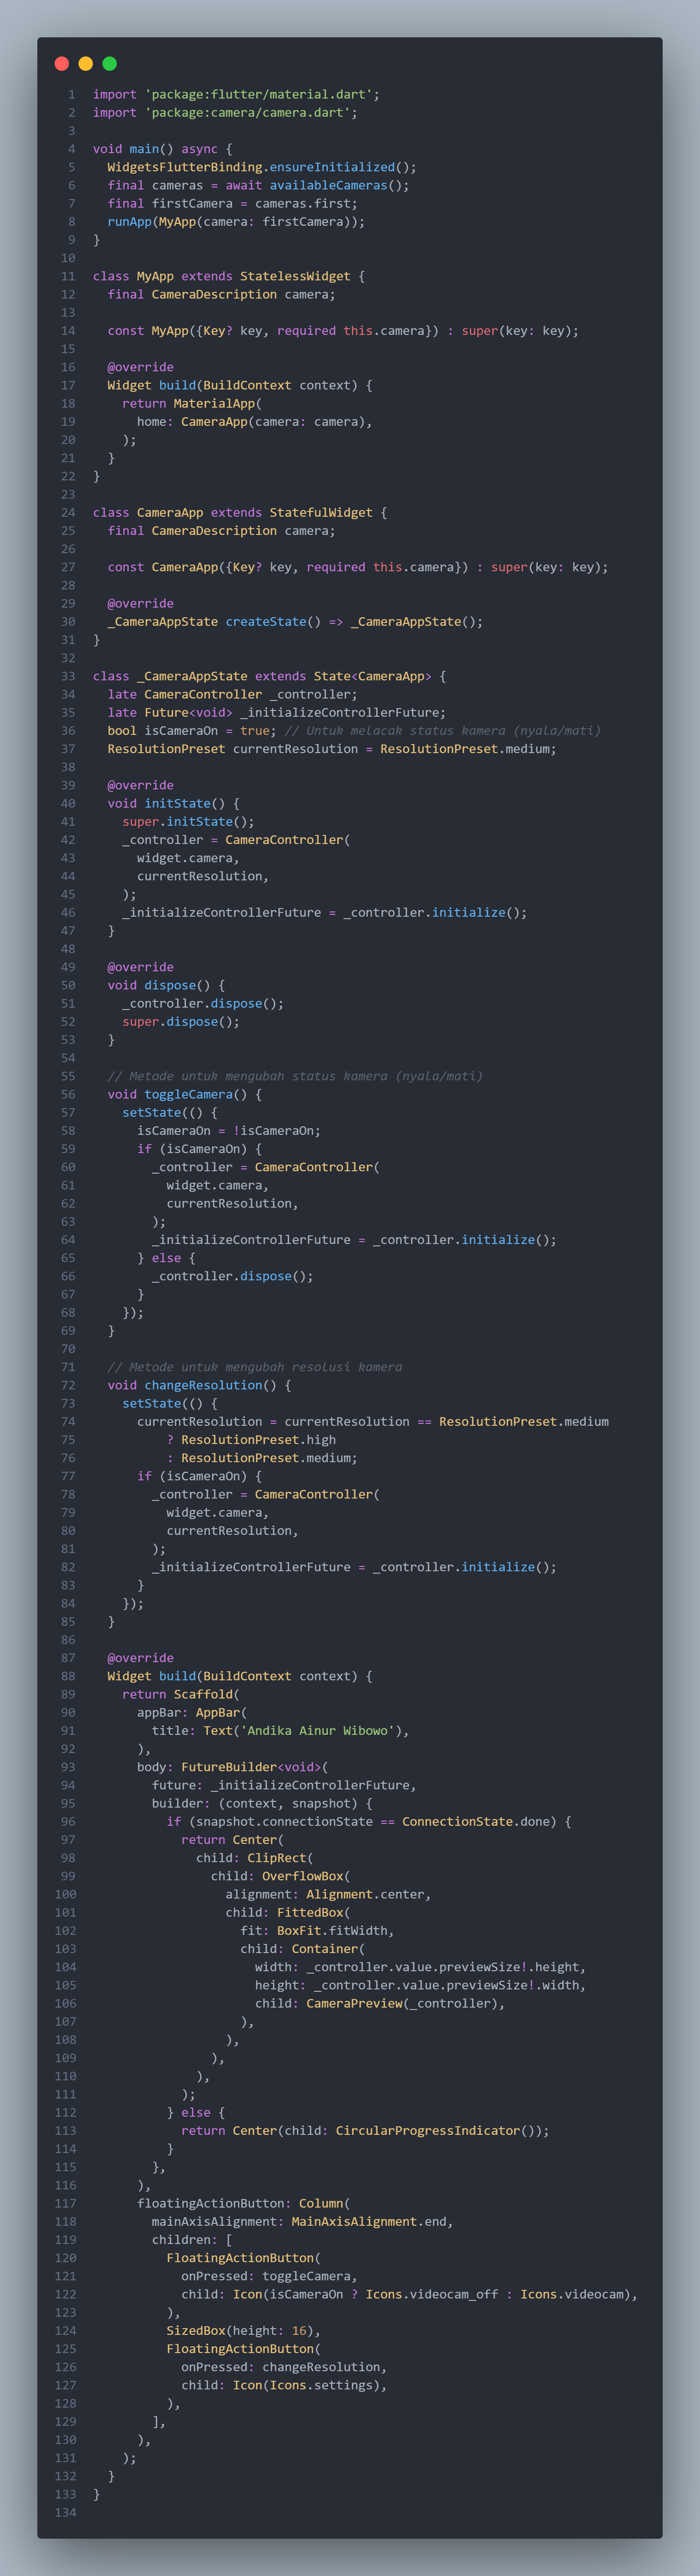 1 import 'package:flutter/material.dart';
2 import 'package:camera/camera.dart';
3
4 void main() async {
5   WidgetsFlutterBinding.ensureInitialized();
6   final cameras = await availableCameras();
7   final firstCamera = cameras.first;
8   runApp(MyApp(camera: firstCamera));
9 }
10
11 class MyApp extends StatelessWidget {
12   final CameraDescription camera;
13
14   const MyApp({Key? key, required this.camera}) : super(key: key);
15
16   @override
17   Widget build(BuildContext context) {
18     return MaterialApp(
19       home: CameraApp(camera: camera),
20     );
21   }
22 }
23
24 class CameraApp extends StatefulWidget {
25   final CameraDescription camera;
26
27   const CameraApp({Key? key, required this.camera}) : super(key: key);
28
29   @override
30   _CameraAppState createState() => _CameraAppState();
31 }
32
33 class _CameraAppState extends State<CameraApp> {
34   late CameraController _controller;
35   late Future<void> _initializeControllerFuture;
36   bool isCameraOn = true; // Untuk melacak status kamera (nyala/mati)
37   ResolutionPreset currentResolution = ResolutionPreset.medium;
38
39   @override
40   void initState() {
41     super.initState();
42     _controller = CameraController(
43       widget.camera,
44       currentResolution,
45     );
46     _initializeControllerFuture = _controller.initialize();
47   }
48
49   @override
50   void dispose() {
51     _controller.dispose();
52     super.dispose();
53   }
54
55   // Metode untuk mengubah status kamera (nyala/mati)
56   void toggleCamera() {
57     setState(() {
58       isCameraOn = !isCameraOn;
59       if (isCameraOn) {
60         _controller = CameraController(
61           widget.camera,
62           currentResolution,
63         );
64         _initializeControllerFuture = _controller.initialize();
65       } else {
66         _controller.dispose();
67       }
68     });
69   }
70
71   // Metode untuk mengubah resolusi kamera
72   void changeResolution() {
73     setState(() {
74       currentResolution = currentResolution == ResolutionPreset.medium
75           ? ResolutionPreset.high
76           : ResolutionPreset.medium;
77       if (isCameraOn) {
78         _controller = CameraController(
79           widget.camera,
80           currentResolution,
81         );
82         _initializeControllerFuture = _controller.initialize();
83       }
84     });
85   }
86
87   @override
88   Widget build(BuildContext context) {
89     return Scaffold(
90       appBar: AppBar(
91         title: Text('Andika Ainur Wibowo'),
92       ),
93       body: FutureBuilder<void>(
94         future: _initializeControllerFuture,
95         builder: (context, snapshot) {
96           if (snapshot.connectionState == ConnectionState.done) {
97             return Center(
98               child: ClipRect(
99                 child: OverflowBox(
100                   alignment: Alignment.center,
101                   child: FittedBox(
102                     fit: BoxFit.fitWidth,
103                     child: Container(
104                       width: _controller.value.previewSize!.height,
105                       height: _controller.value.previewSize!.width,
106                       child: CameraPreview(_controller),
107                     ),
108                   ),
109                 ),
110               ),
111             );
112           } else {
113             return Center(child: CircularProgressIndicator());
114           }
115         },
116       ),
117       floatingActionButton: Column(
118         mainAxisAlignment: MainAxisAlignment.end,
119         children: [
120           FloatingActionButton(
121             onPressed: toggleCamera,
122             child: Icon(isCameraOn ? Icons.videocam_off : Icons.videocam),
123           ),
124           SizedBox(height: 16),
125           FloatingActionButton(
126             onPressed: changeResolution,
127             child: Icon(Icons.settings),
128           ),
129         ],
130       ),
131     );
132   }
133 }
134